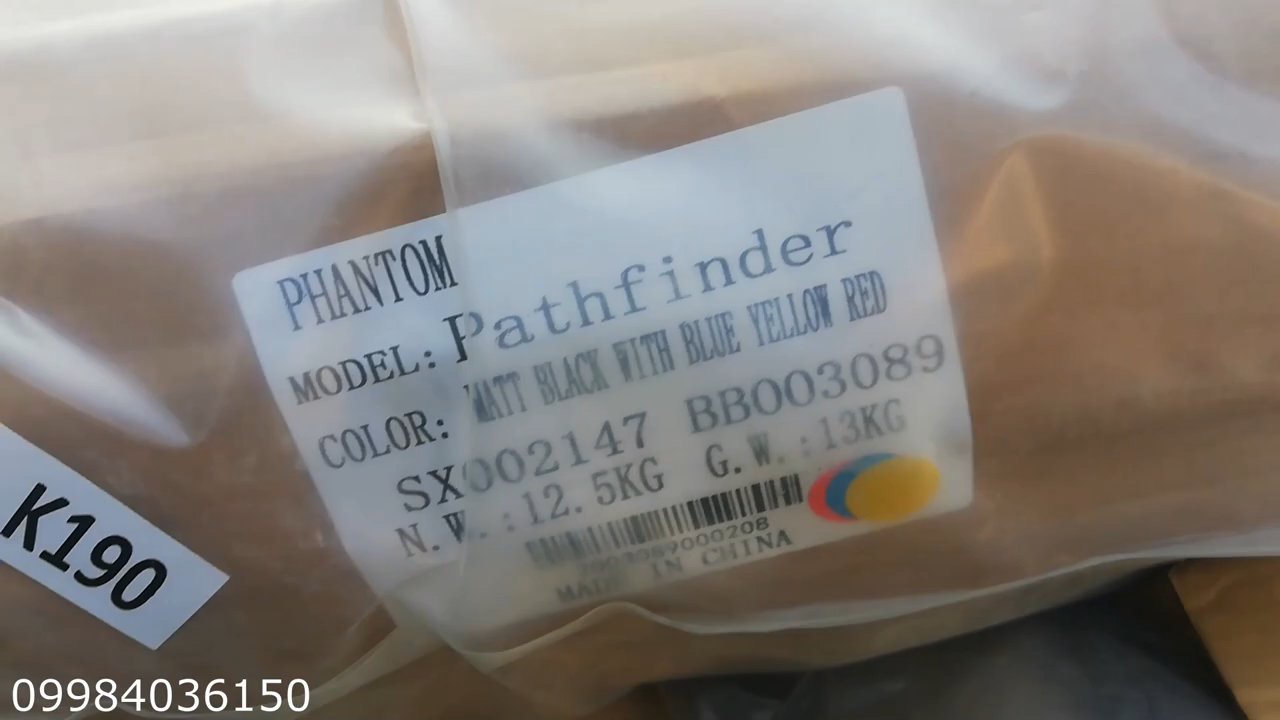 PHANTOM
MODEL: Pathfinder
COLOR: MATT BLACK WITH BLUE YELLOW RED
SX002147 BB003089
N.W.:12.5KG G.W.:13KG
MADE IN CHINA
K190
09984036150